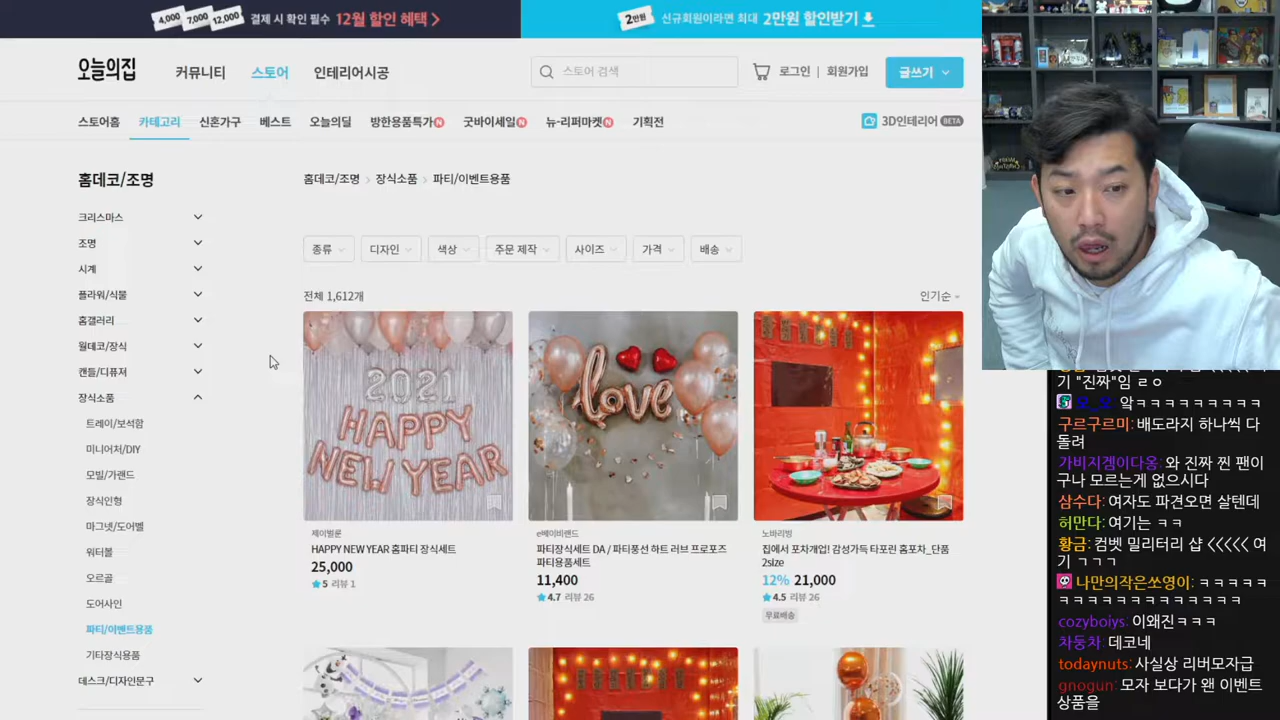 4,000 7,000 12,000 결제 시 확인 필수 12월 할인 혜택
2만원 신규회원이라면 최대 2만원 할인받기
오늘의집 커뮤니티 스토어 인테리어시공 스토어 검색 로그인 | 회원가입 글쓰기
스토어홈 카테고리 신혼가구 베스트 오늘의딜 방한용품특가 N 굿바이세일 N 뉴-리퍼마켓 N 기획전 3D인테리어 BETA
홈데코/조명
크리스마스
조명
시계
플라워/식물
홈갤러리
월데코/장식
캔들/디퓨저
장식소품
트레이/보석함
미니어처/DIY
모빌/가랜드
장식인형
마그넷/도어벨
워터볼
오르골
도어사인
파티/이벤트용품
기타장식용품
데스크/디자인문구
홈데코/조명 > 장식소품 > 파티/이벤트용품
종류 디자인 색상 주문 제작 사이즈 가격 배송
전체 1,612개 인기순
2021
HAPPY
NEW YEAR
제이벌룬
HAPPY NEW YEAR 홈파티 장식세트
25,000
5 리뷰 1
love
e베이비랜드
파티장식세트 DA / 파티풍선 하트 러브 프로포즈
파티용품세트
11,400
4.7 리뷰 26
노바리빙
집에서 포차개업! 감성가득 타포린 홈포차_단품
2size
12% 21,000
4.5 리뷰 26
무료배송
기 "진짜"임 ㄹㅇ
앜ㅋㅋㅋㅋㅋㅋㅋㅋㅋ
구르구르미: 배도라지 하나씩 다
돌려
가비지겜이다옹: 와 진짜 찐 팬이
구나 모르는게 없으시다
삼수다: 여자도 파견오면 살텐데
허만다: 여기는 ㅋㅋ
황금: 컴벳 밀리터리 샵 <<<<< 여
기 ㄱㄱㄱ
나만의작은쏘영이: ㅋㅋㅋㅋㅋ
ㅋㅋㅋㅋㅋㅋㅋㅋㅋㅋㅋㅋㅋ
cozyboiys: 이왜진ㅋㅋㅋ
차둥차: 데코네
todaynuts: 사실상 리버모자급
gnogun: 모자 보다가 왠 이벤트
상품을